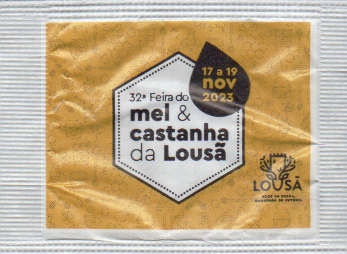 17 a 19
nov
2023
32ª Feira do
mel &
castanha
da Lousã
LOUSÃ